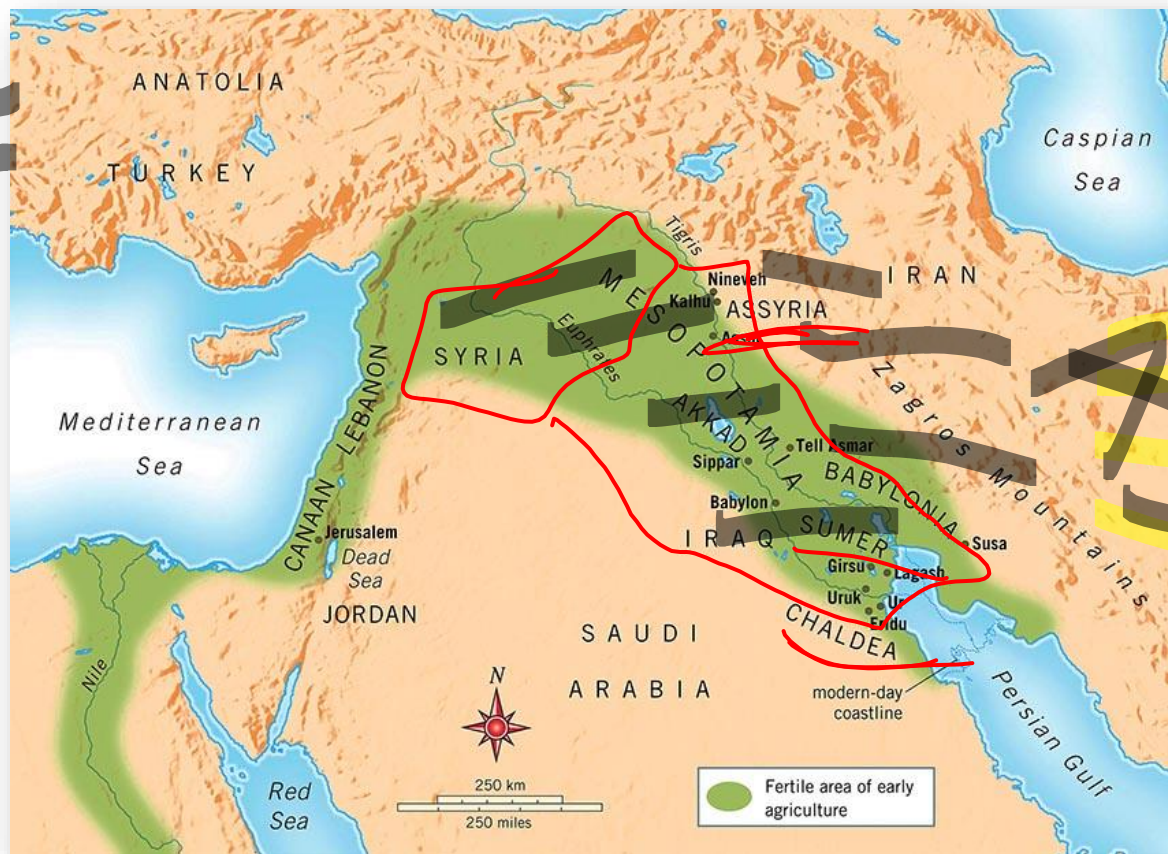 ANATOLIA
TURKEY
Caspian
Sea
Tigris
Nineveh
IRAN
Kalhu
ASSYRIA
MESOPOTAMIA
Euphrates
SYRIA
LEBANON
CANAAN
Zagros Mountains
Mediterranean
Sea
AKKAD
Tell Asmar
Sippar
BABYLONIA
Babylon
SUMER
IRAQ
Susa
Jerusalem
Dead
Sea
Girsu
Lagash
Uruk
Ur
Eridu
JORDAN
CHALDEA
SAUDI
ARABIA
Nile
N
modern-day
coastline
Persian Gulf
250 km
250 miles
Red
Sea
Fertile area of early
agriculture